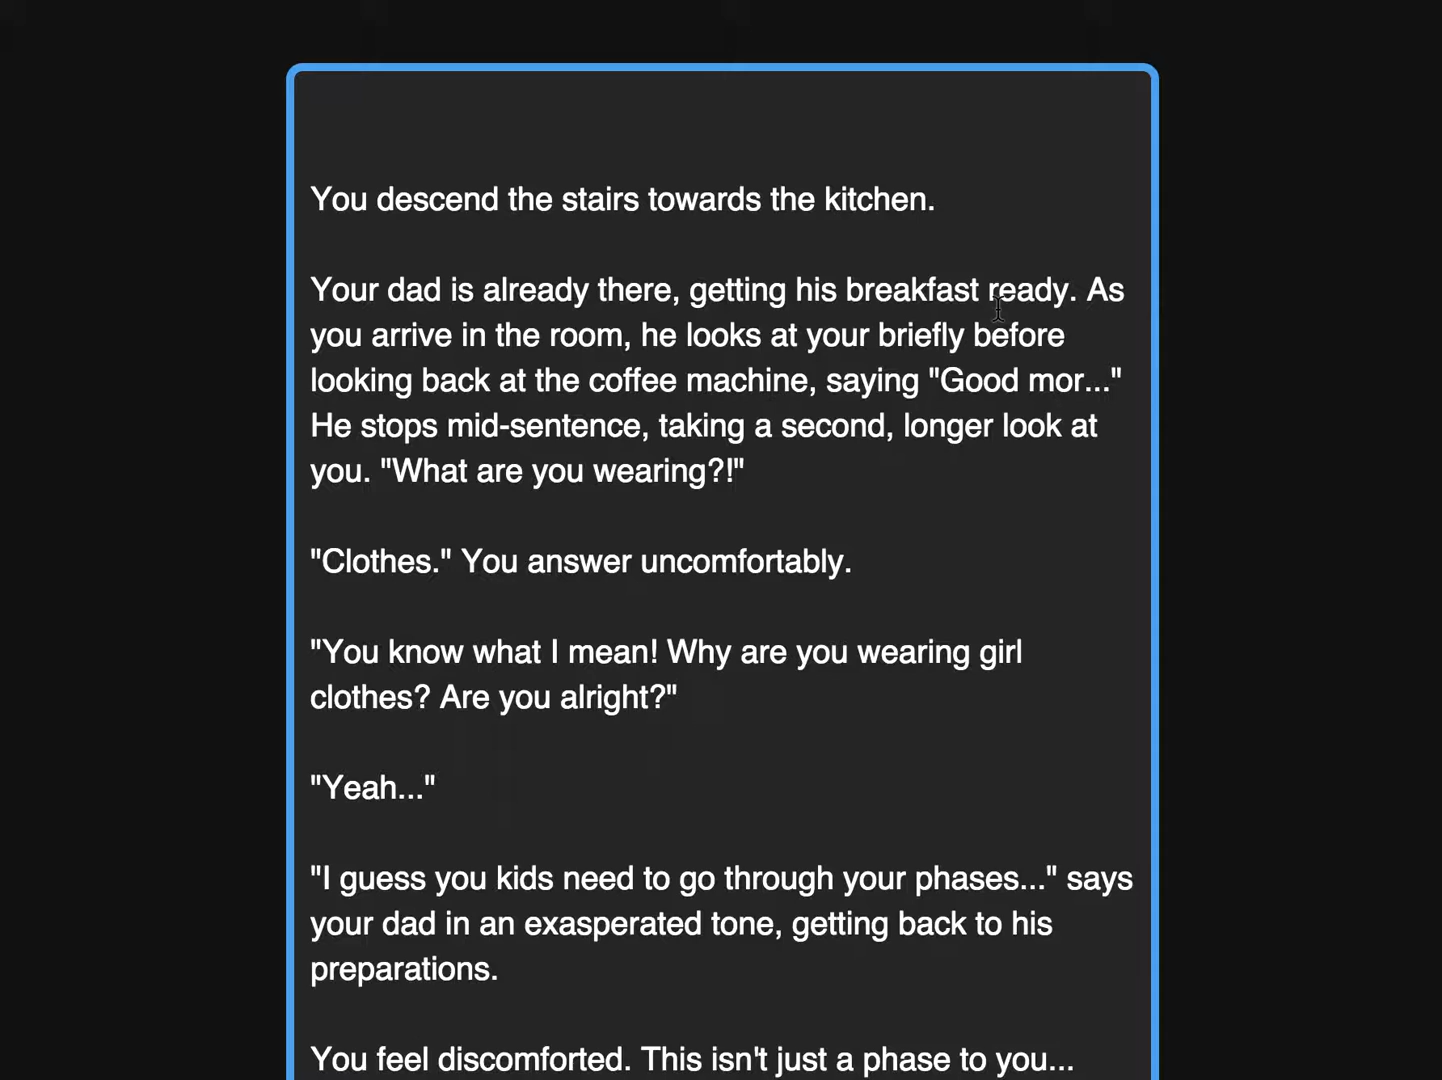 You descend the stairs towards the kitchen.
Your dad is already there, getting his breakfast ready. As
you arrive in the room, he looks at your briefly before
looking back at the coffee machine, saying "Good mor..."
He stops mid-sentence, taking a second, longer look at
you. "What are you wearing?!"
"Clothes." You answer uncomfortably.
"You know what I mean! Why are you wearing girl
clothes? Are you alright?"
"Yeah..."
"I guess you kids need to go through your phases..." says
your dad in an exasperated tone, getting back to his
preparations.
You feel discomforted. This isn't just a phase to you...